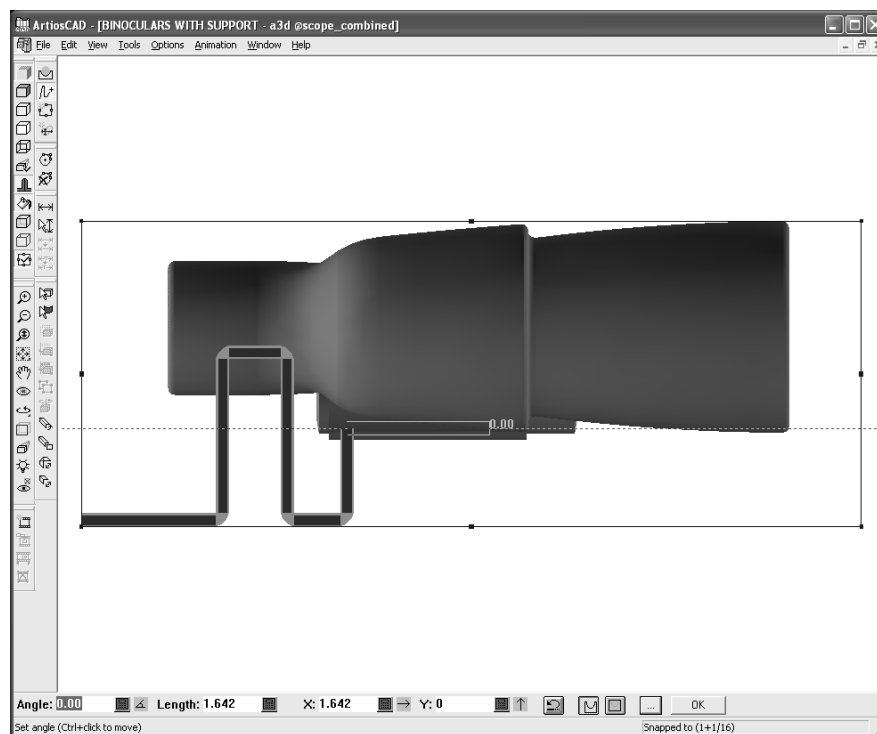 ArtiosCAD - [BINOCULARS WITH SUPPORT - a3d @scope_combined]
File Edit View Tools Options Animation Window Help
0.00
Angle: 0.00 Length: 1.642 X: 1.642 Y: 0 ... OK
Set angle (Ctrl+click to move) Snapped to (1+1/16)